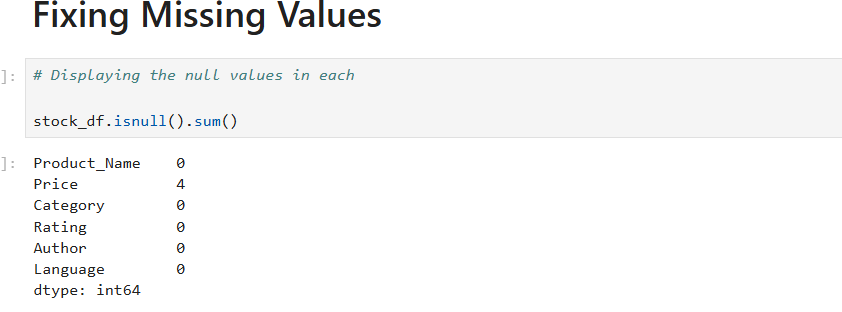 Fixing Missing Values
]: # Displaying the null values in each
stock_df.isnull().sum()
]: Product_Name 0
Price 4
Category 0
Rating 0
Author 0
Language 0
dtype: int64